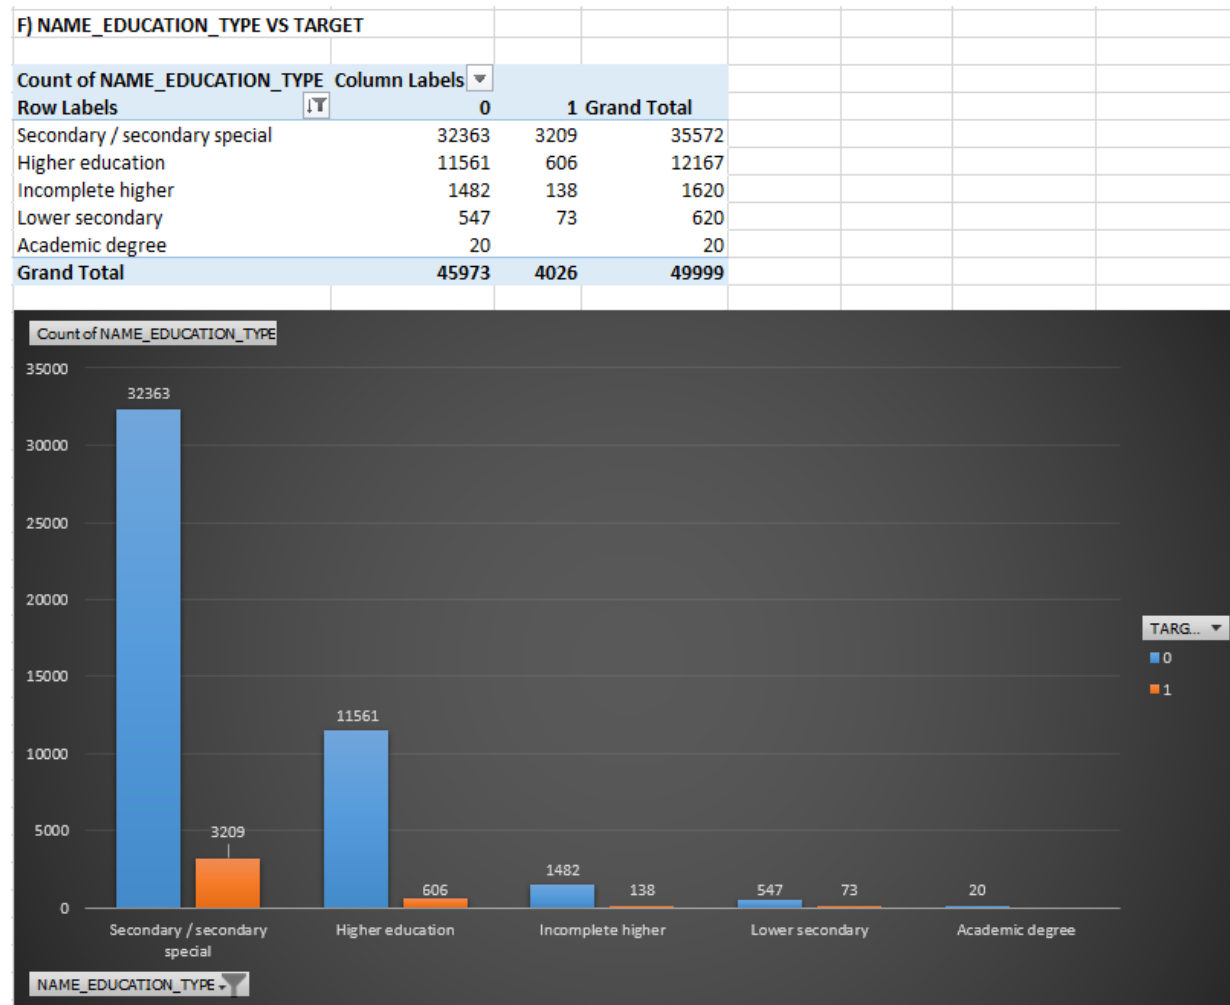 F) NAME_EDUCATION_TYPE VS TARGET
Count of NAME_EDUCATION_TYPE Column Labels
Row Labels 0 1 Grand Total
Secondary / secondary special 32363 3209 35572
Higher education 11561 606 12167
Incomplete higher 1482 138 1620
Lower secondary 547 73 620
Academic degree 20 20
Grand Total 45973 4026 49999
Count of NAME_EDUCATION_TYPE
35000
32363
30000
25000
20000
TARG...
0
15000
1
11561
10000
5000
3209
1482
606 138 547 73 20
0
Secondary / secondary special
Higher education
Incomplete higher
Lower secondary
Academic degree
NAME_EDUCATION_TYPE